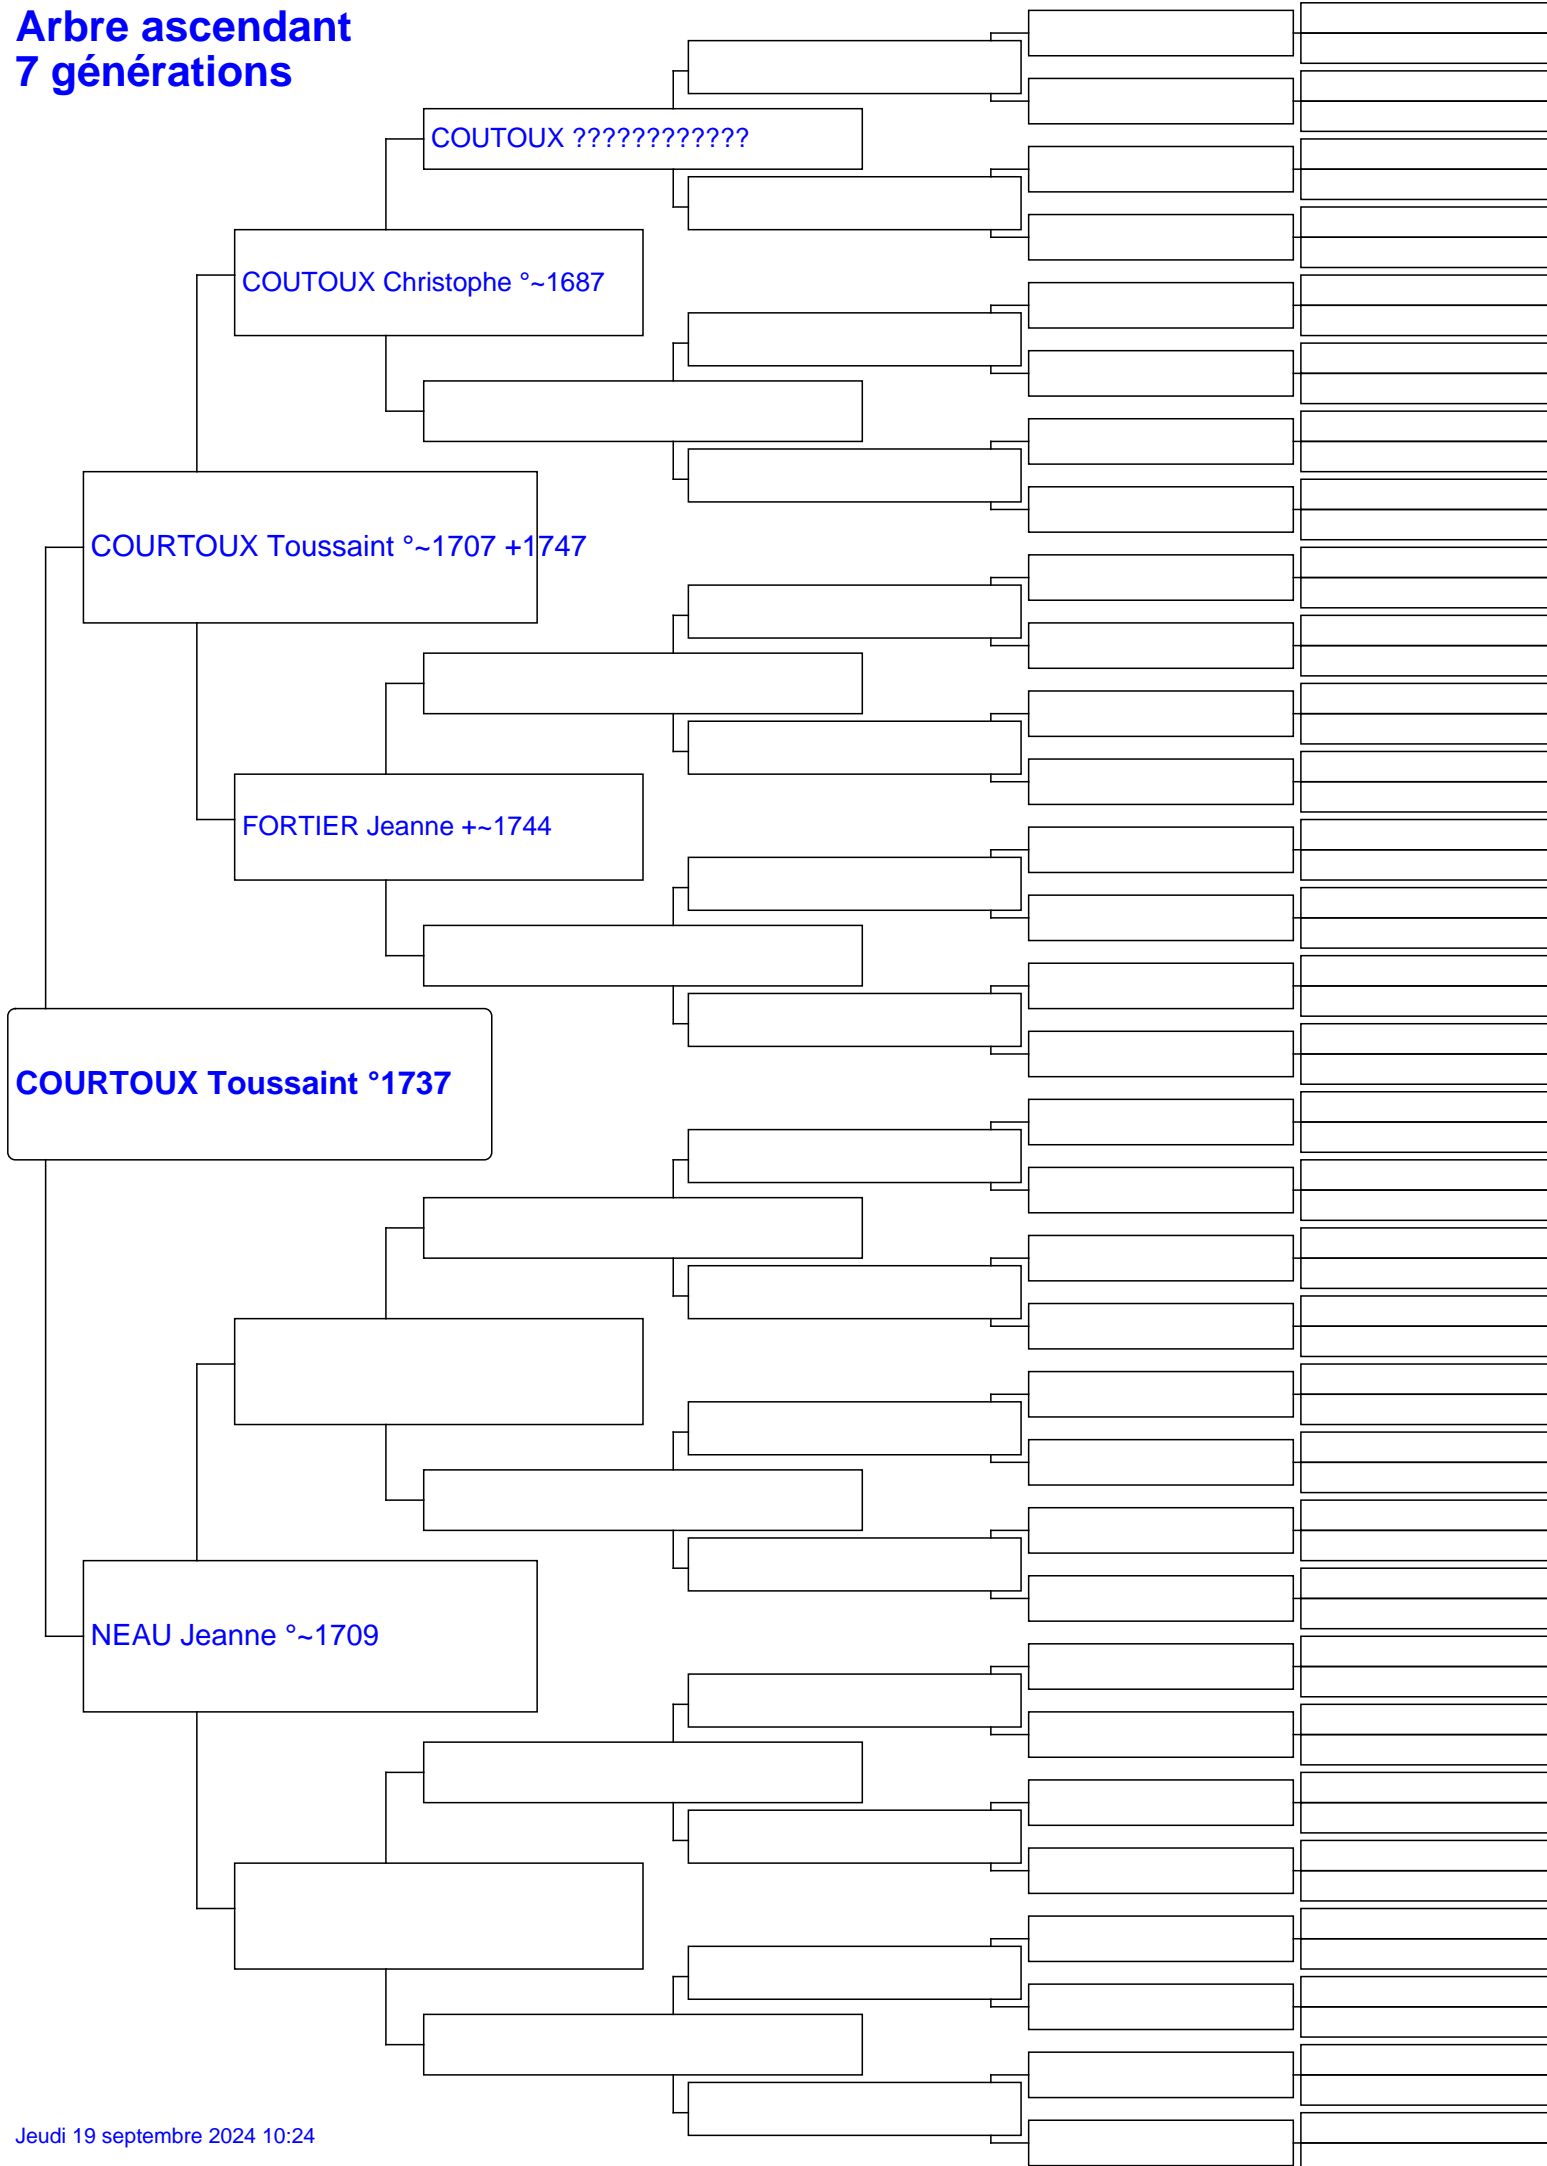 Arbre ascendant
7 générations
COUTOUX ????????????
COUTOUX Christophe °~1687
COURTOUX Toussaint °~1707 +1747
FORTIER Jeanne +~1744
COURTOUX Toussaint °1737
NEAU Jeanne °~1709
Jeudi 19 septembre 2024 10:24